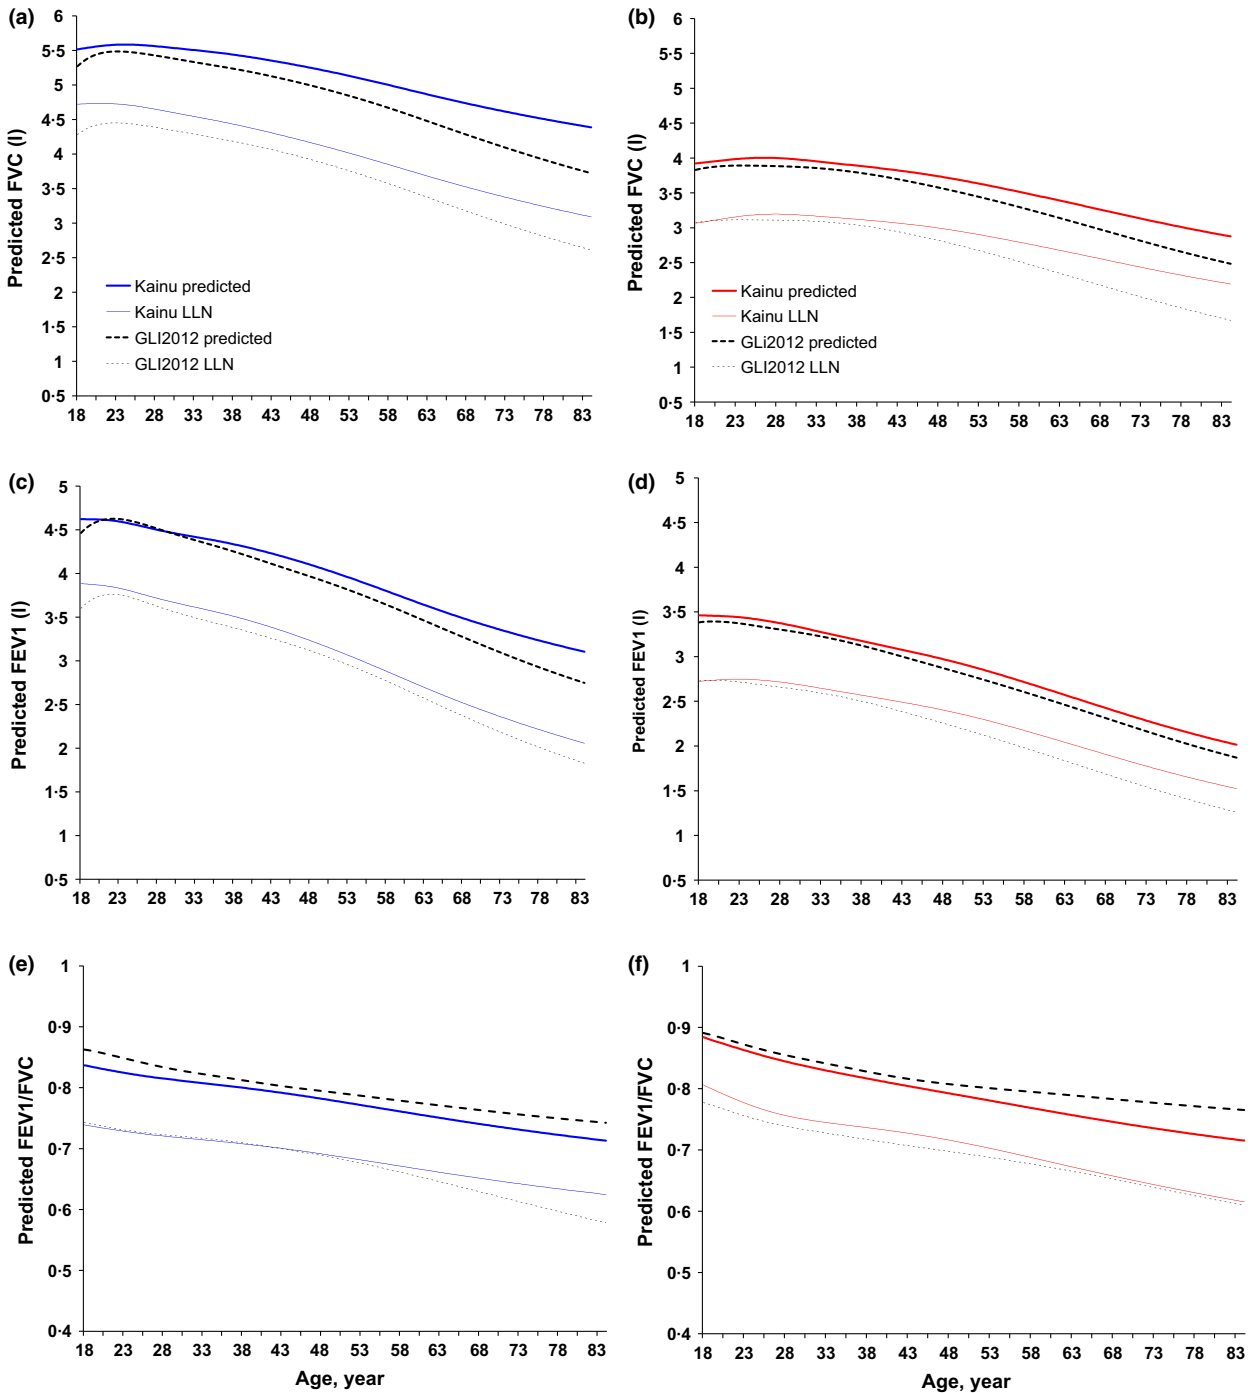 (a)
Predicted FVC (l)
6
5·5
5
4·5
4
3·5
3
2·5
2
1·5
1
0·5
Kainu predicted
Kainu LLN
GLI2012 predicted
GLI2012 LLN
18 23 28 33 38 43 48 53 58 63 68 73 78 83
(b)
Predicted FVC (l)
6
5·5
5
4·5
4
3·5
3
2·5
2
1·5
1
0·5
Kainu predicted
Kainu LLN
GLi2012 predicted
GLI2012 LLN
18 23 28 33 38 43 48 53 58 63 68 73 78 83
(c)
Predicted FEV1 (l)
5
4·5
4
3·5
3
2·5
2
1·5
1
0·5
18 23 28 33 38 43 48 53 58 63 68 73 78 83
(d)
Predicted FEV1 (l)
5
4·5
4
3·5
3
2·5
2
1·5
1
0·5
18 23 28 33 38 43 48 53 58 63 68 73 78 83
(e)
Predicted FEV1/FVC
1
0·9
0·8
0·7
0·6
0·5
0·4
18 23 28 33 38 43 48 53 58 63 68 73 78 83
Age, year
(f)
Predicted FEV1/FVC
1
0·9
0·8
0·7
0·6
0·5
0·4
18 23 28 33 38 43 48 53 58 63 68 73 78 83
Age, year